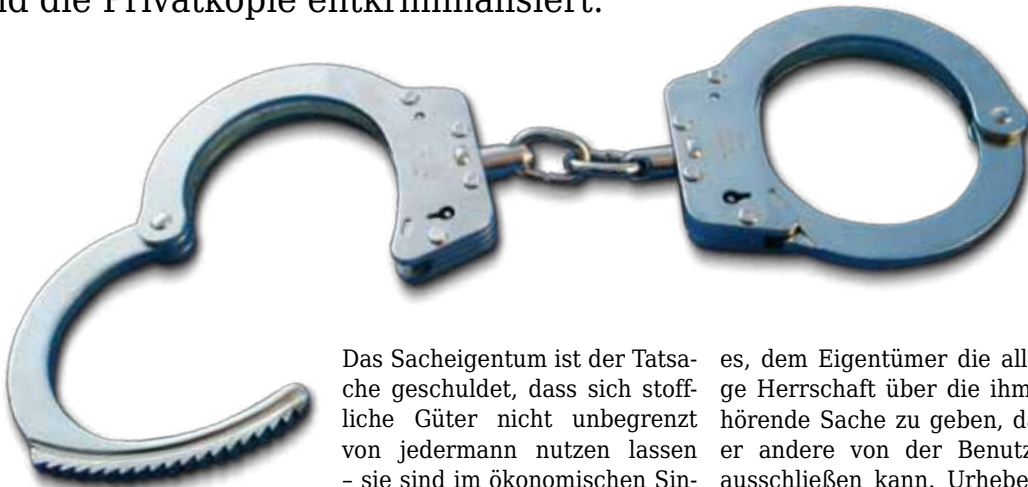 die Privatkopie entkriminalisiert.
Das Sacheigentum ist der Tatsa-
che geschuldet, dass sich stoff-
liche Güter nicht unbegrenzt
von jedermann nutzen lassen
– sie sind im ökonomischen Sin-
es, dem Eigentümer die all
ge Herrschaft über die ihm
hörende Sache zu geben, da
er andere von der Benutz
ausschließen kann. Urhebe